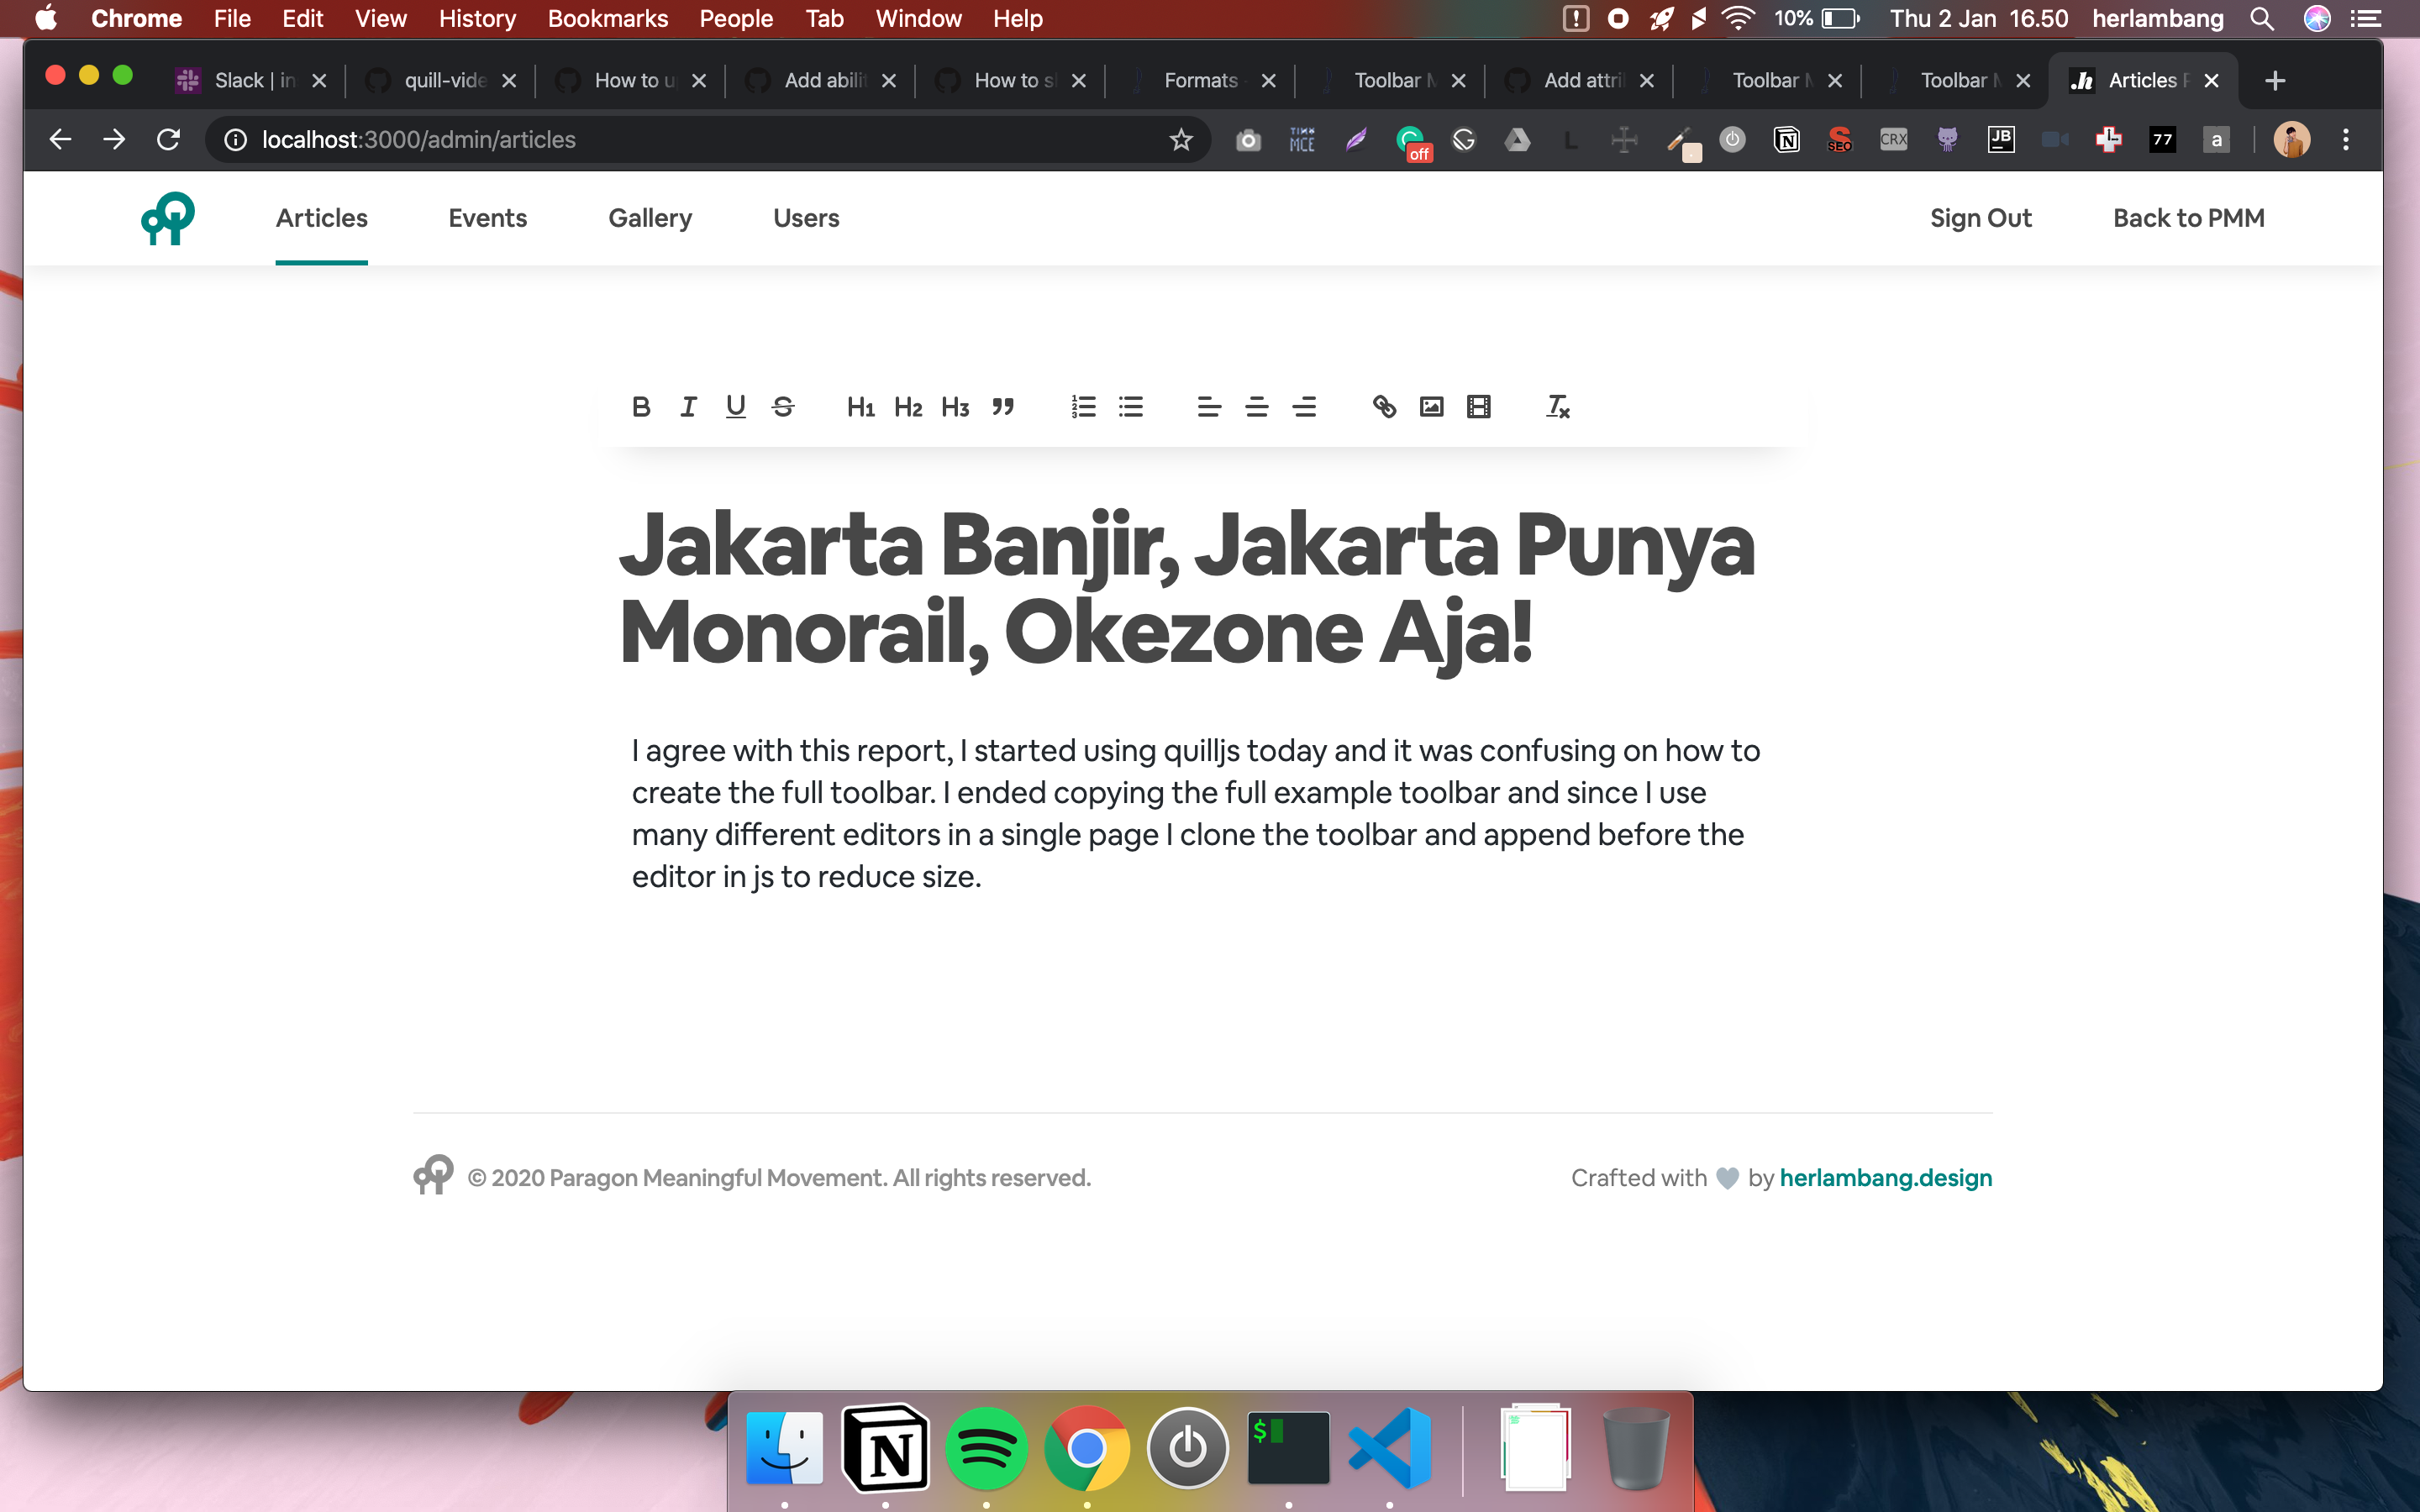 Chrome File Edit View History Bookmarks People Tab Window Help 10% Thu 2 Jan 16.50 herlambang
Slack | in quill-vide How to u Add abili How to sl Formats Toolbar M Add attri Toolbar M Toolbar M Articles P
localhost:3000/admin/articles TINY MCE off L SEO CRX JB 77 a
Articles Events Gallery Users Sign Out Back to PMM
B I U S H1 H2 H3
Jakarta Banjir, Jakarta Punya
Monorail, Okezone Aja!
I agree with this report, I started using quilljs today and it was confusing on how to
create the full toolbar. I ended copying the full example toolbar and since I use
many different editors in a single page I clone the toolbar and append before the
editor in js to reduce size.
© 2020 Paragon Meaningful Movement. All rights reserved.
Crafted with 🩶 by herlambang.design